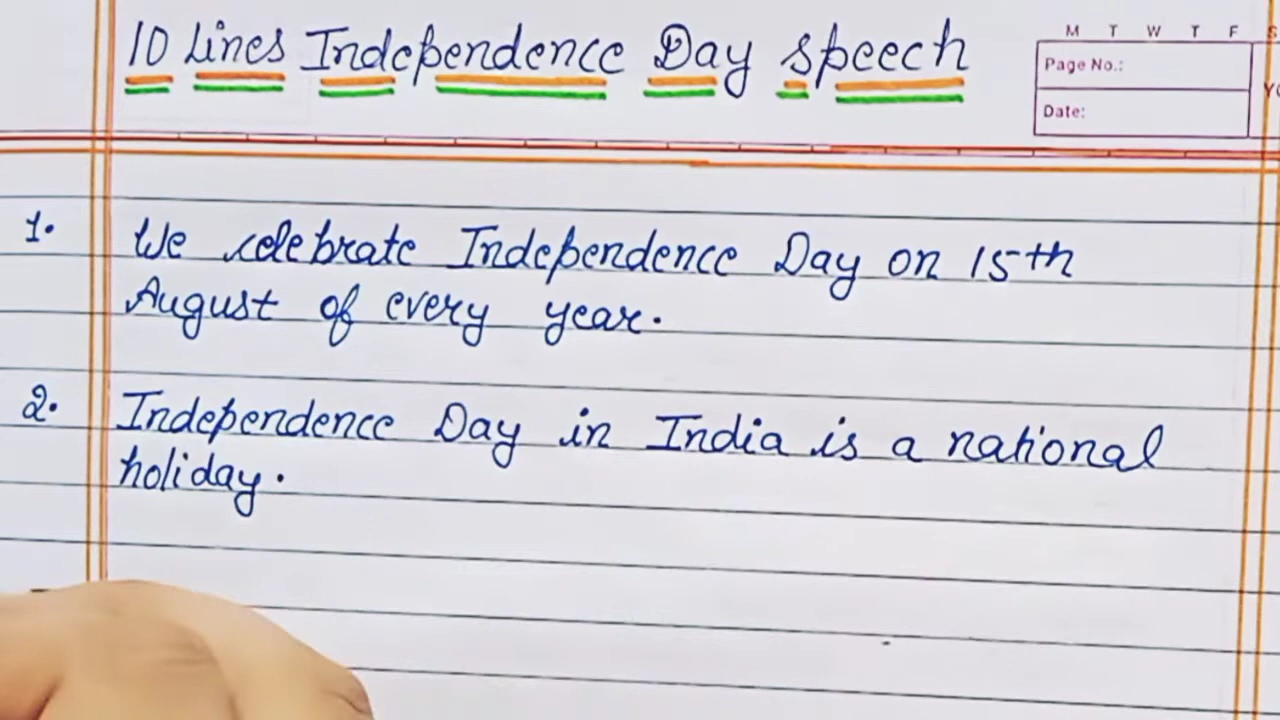 10 Lines Independence Day speech
M T W T F S
Page No.:
Date:
1. We celebrate Independence Day on 15th
August of every year.
2. Independence Day in India is a national
holiday.